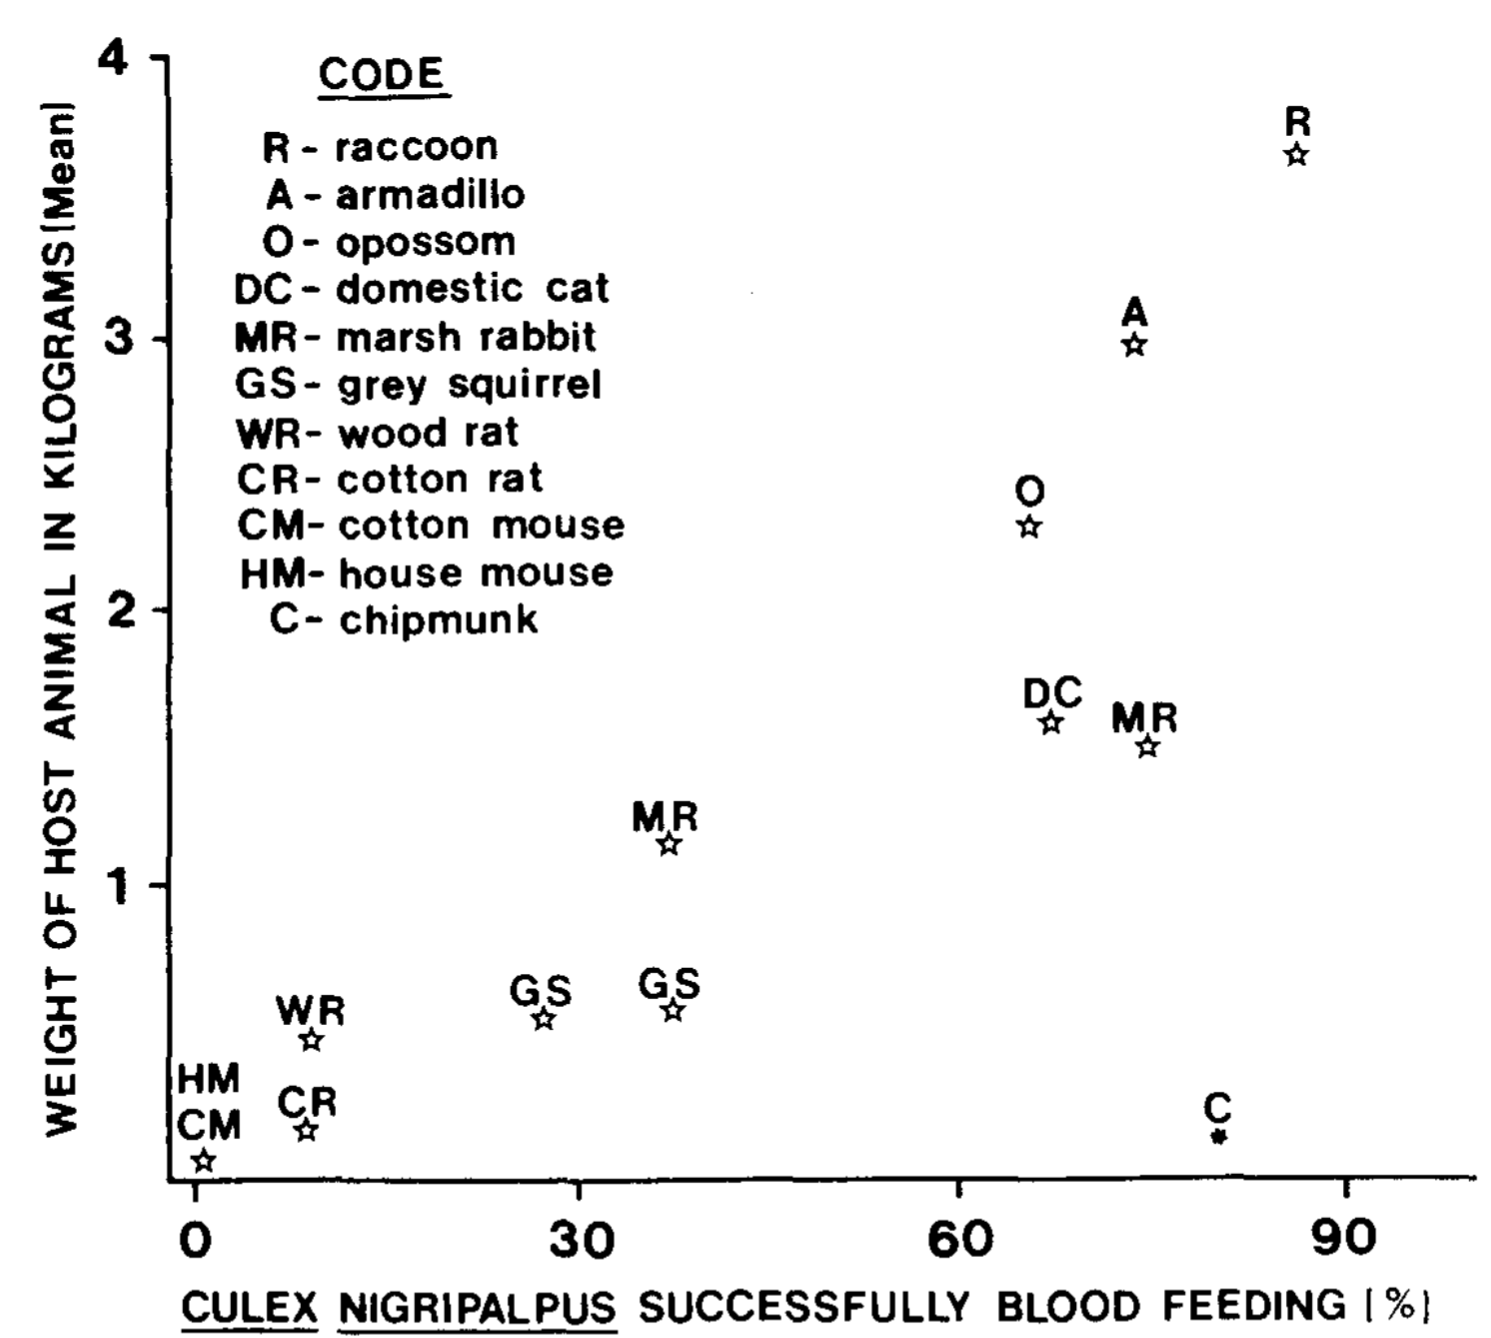 4
CODE
R - raccoon
A - armadillo
O - opossom
DC - domestic cat
MR - marsh rabbit
GS - grey squirrel
WR - wood rat
CR - cotton rat
CM - cotton mouse
HM - house mouse
C - chipmunk
WEIGHT OF HOST ANIMAL IN KILOGRAMS (Mean)
3
2
1
R
A
O
DC
MR
MR
GS
GS
WR
HM
CM
CR
C
0 30 60 90
CULEX NIGRIPALPUS SUCCESSFULLY BLOOD FEEDING (%)